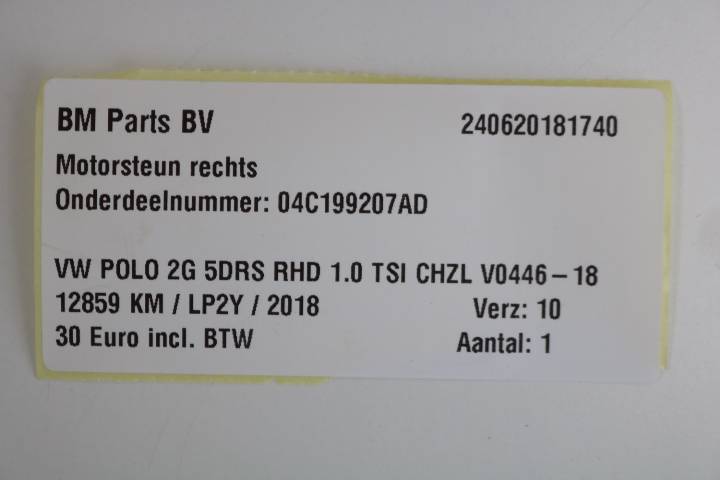 BM Parts BV 240620181740
Motorsteun rechts
Onderdeelnummer: 04C199207AD
VW POLO 2G 5DRS RHD 1.0 TSI CHZL V0446-18
12859 KM / LP2Y / 2018 Verz: 10
30 Euro incl. BTW Aantal: 1